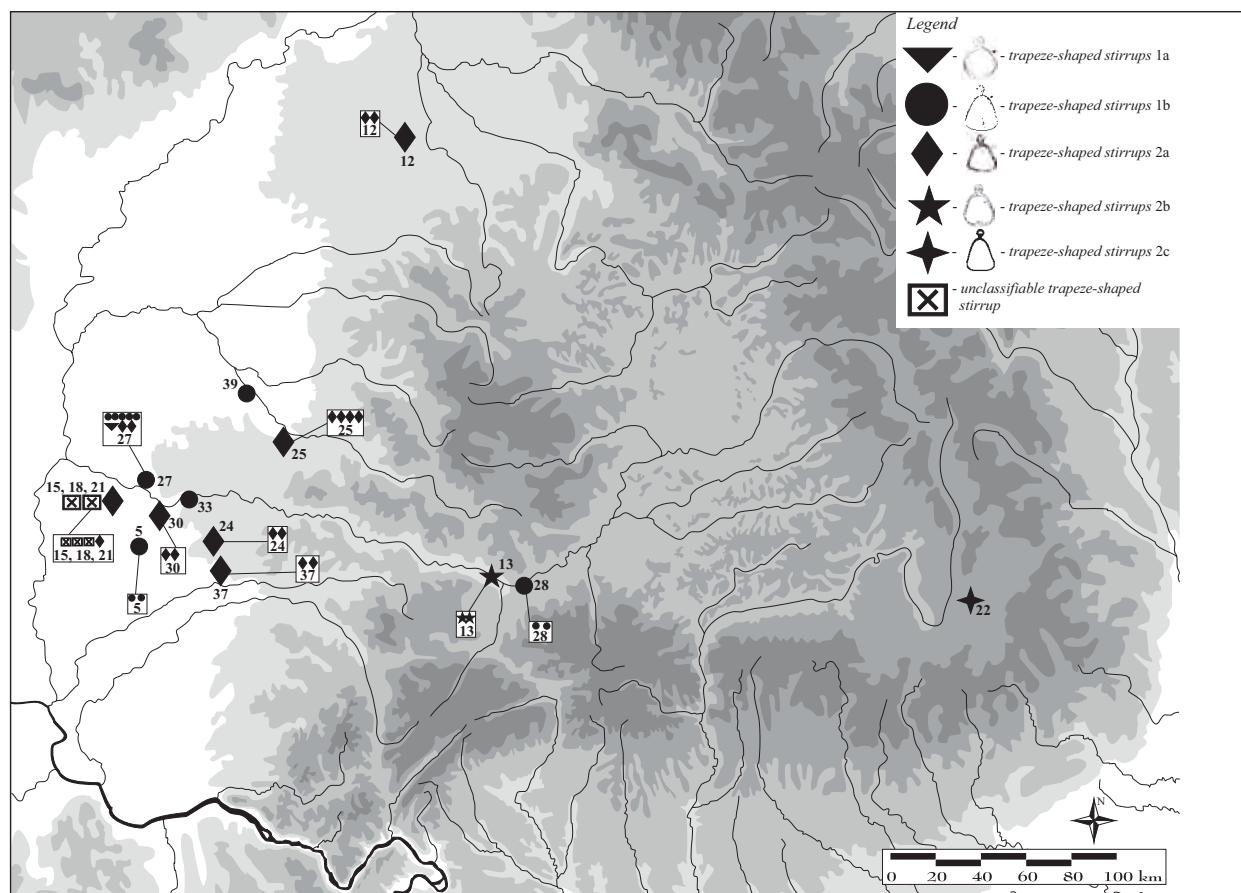 Legend
- trapeze-shaped stirrups 1a
- trapeze-shaped stirrups 1b
- trapeze-shaped stirrups 2a
- trapeze-shaped stirrups 2b
- trapeze-shaped stirrups 2c
- unclassifiable trapeze-shaped
stirrup
12
12
39
25
25
27
27
15, 18, 21
33
30
15, 18, 21
5
24
24
30
37
37
5
13
28
13
28
22
N
0 20 40 60 80 100 km